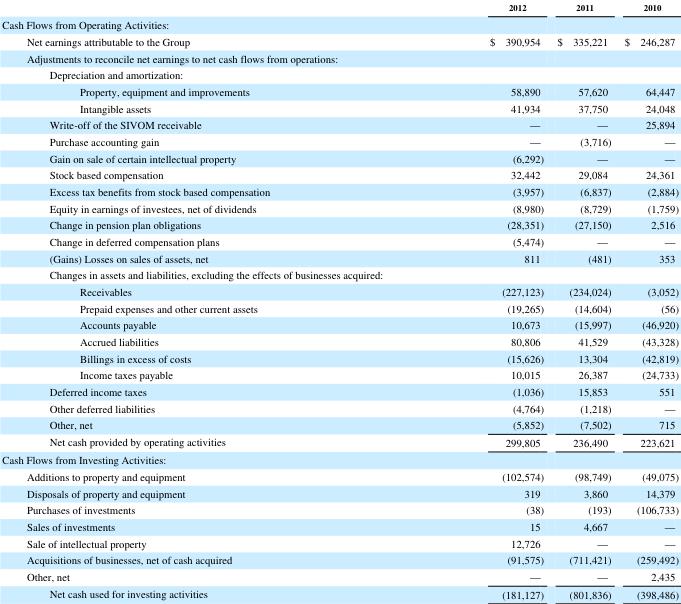 2012 2011 2010
Cash Flows from Operating Activities:
Net earnings attributable to the Group $ 390,954 $ 335,221 $ 246,287
Adjustments to reconcile net earnings to net cash flows from operations:
Depreciation and amortization:
Property, equipment and improvements 58,890 57,620 64,447
Intangible assets 41,934 37,750 24,048
Write-off of the SIVOM receivable — — 25,894
Purchase accounting gain — (3,716) —
Gain on sale of certain intellectual property (6,292) — —
Stock based compensation 32,442 29,084 24,361
Excess tax benefits from stock based compensation (3,957) (6,837) (2,884)
Equity in earnings of investees, net of dividends (8,980) (8,729) (1,759)
Change in pension plan obligations (28,351) (27,150) 2,516
Change in deferred compensation plans (5,474) — —
(Gains) Losses on sales of assets, net 811 (481) 353
Changes in assets and liabilities, excluding the effects of businesses acquired:
Receivables (227,123) (234,024) (3,052)
Prepaid expenses and other current assets (19,265) (14,604) (56)
Accounts payable 10,673 (15,997) (46,920)
Accrued liabilities 80,806 41,529 (43,328)
Billings in excess of costs (15,626) 13,304 (42,819)
Income taxes payable 10,015 26,387 (24,733)
Deferred income taxes (1,036) 15,853 551
Other deferred liabilities (4,764) (1,218) —
Other, net (5,852) (7,502) 715
Net cash provided by operating activities 299,805 236,490 223,621
Cash Flows from Investing Activities:
Additions to property and equipment (102,574) (98,749) (49,075)
Disposals of property and equipment 319 3,860 14,379
Purchases of investments (38) (193) (106,733)
Sales of investments 15 4,667 —
Sale of intellectual property 12,726 — —
Acquisitions of businesses, net of cash acquired (91,575) (711,421) (259,492)
Other, net — — 2,435
Net cash used for investing activities (181,127) (801,836) (398,486)